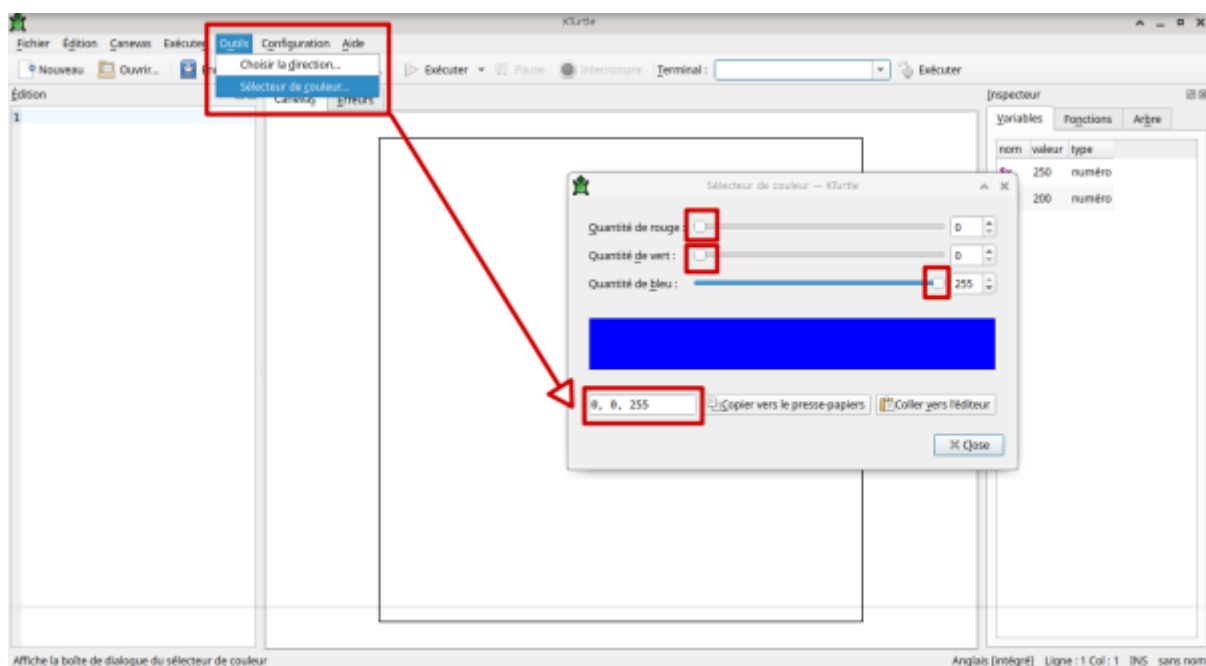 KTurtle
Fichier Édition Canevas Exécuter Outils Configuration Aide
Nouveau Ouvrir... Exécuter Pause Interrompre Terminal : Exécuter
Choisir la direction...
Sélecteur de couleur...
Édition
Canevas Erreurs
Inspecteur
1
Variables Fonctions Arbre
nom valeur type
250 numéro
200 numéro
Sélecteur de couleur — KTurtle
Quantité de rouge : 0
Quantité de vert : 0
Quantité de bleu : 255
0, 0, 255 Copier vers le presse-papiers Coller vers l'éditeur
Close
Affiche la boîte de dialogue du sélecteur de couleur
Anglais [intégré] Ligne : 1 Col : 1 INS sans nom